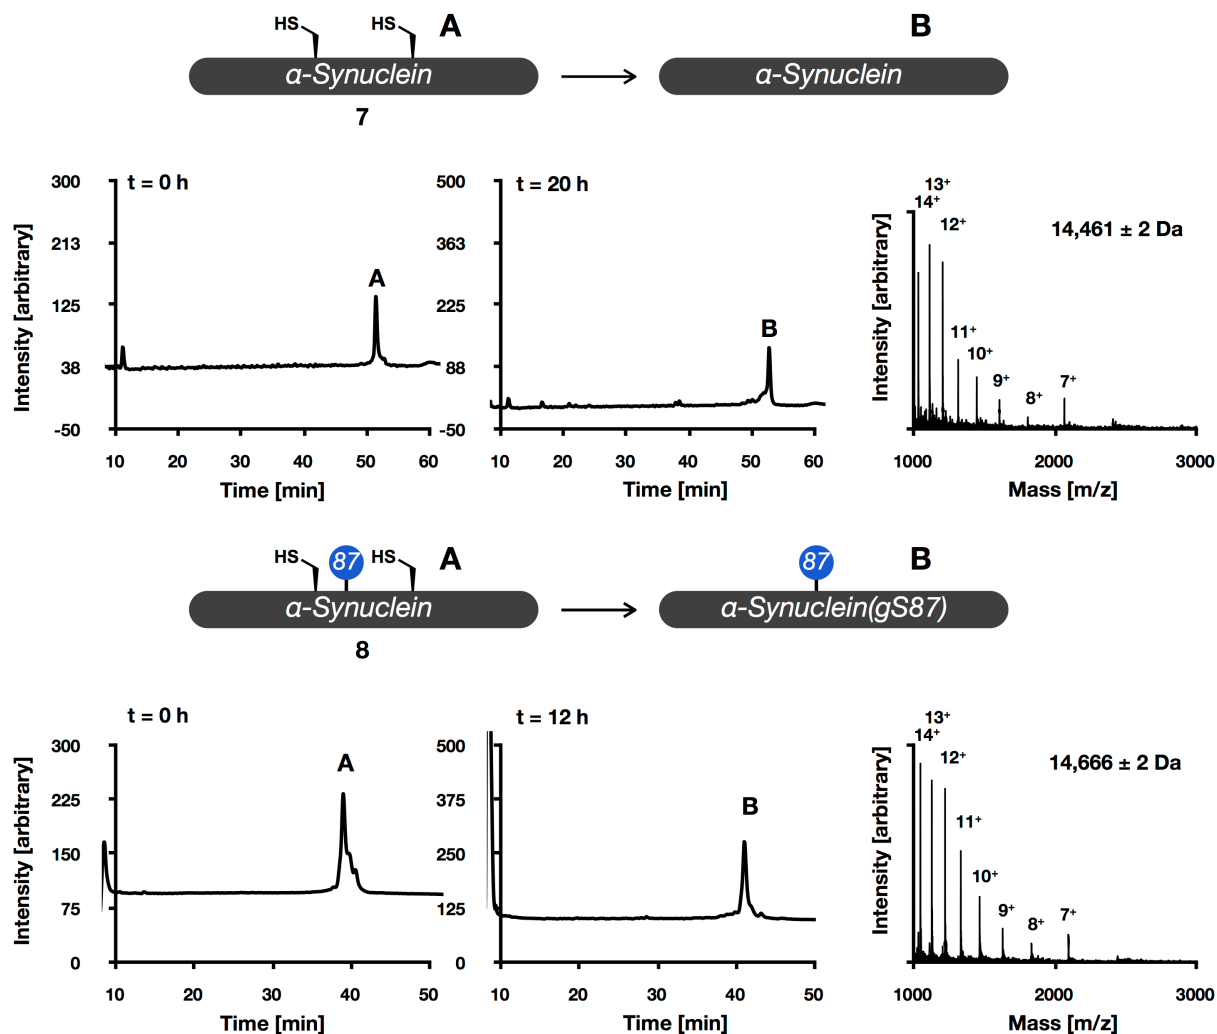 HS HS A B
α-Synuclein α-Synuclein
7
300 t = 0 h 500 t = 20 h 13+
14+
12+ 14,461 ± 2 Da
213 363
A
125 225 B
11+
10+
38 88 9+ 8+ 7+
-50 -50
10 20 30 40 50 60 10 20 30 40 50 60 1000 2000 3000
Intensity [arbitrary] Intensity [arbitrary]
Time [min] Time [min] Mass [m/z]
HS 87 HS A 87 B
α-Synuclein α-Synuclein(gS87)
8
t = 0 h t = 12 h 13+
14+
300 500 12+ 14,666 ± 2 Da
A
225 375 B
11+
150 250
10+
75 125 9+ 8+ 7+
0 0
10 20 30 40 50 10 20 30 40 50 1000 2000 3000
Intensity [arbitrary] Intensity [arbitrary]
Time [min] Time [min] Mass [m/z]